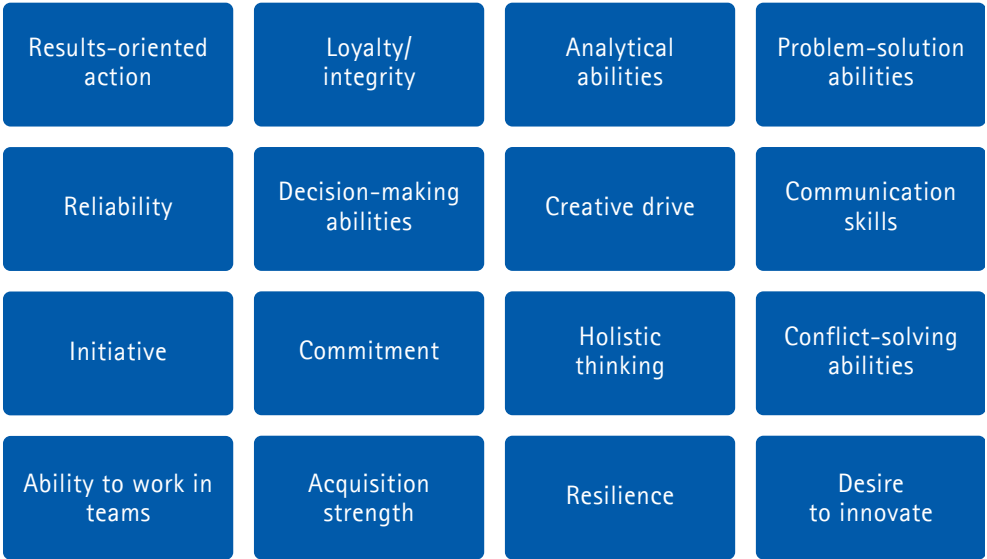 Results-oriented
action
Loyalty/
integrity
Analytical
abilities
Problem-solution
abilities
Reliability
Decision-making
abilities
Creative drive
Communication
skills
Initiative
Commitment
Holistic
thinking
Conflict-solving
abilities
Ability to work in
teams
Acquisition
strength
Resilience
Desire
to innovate